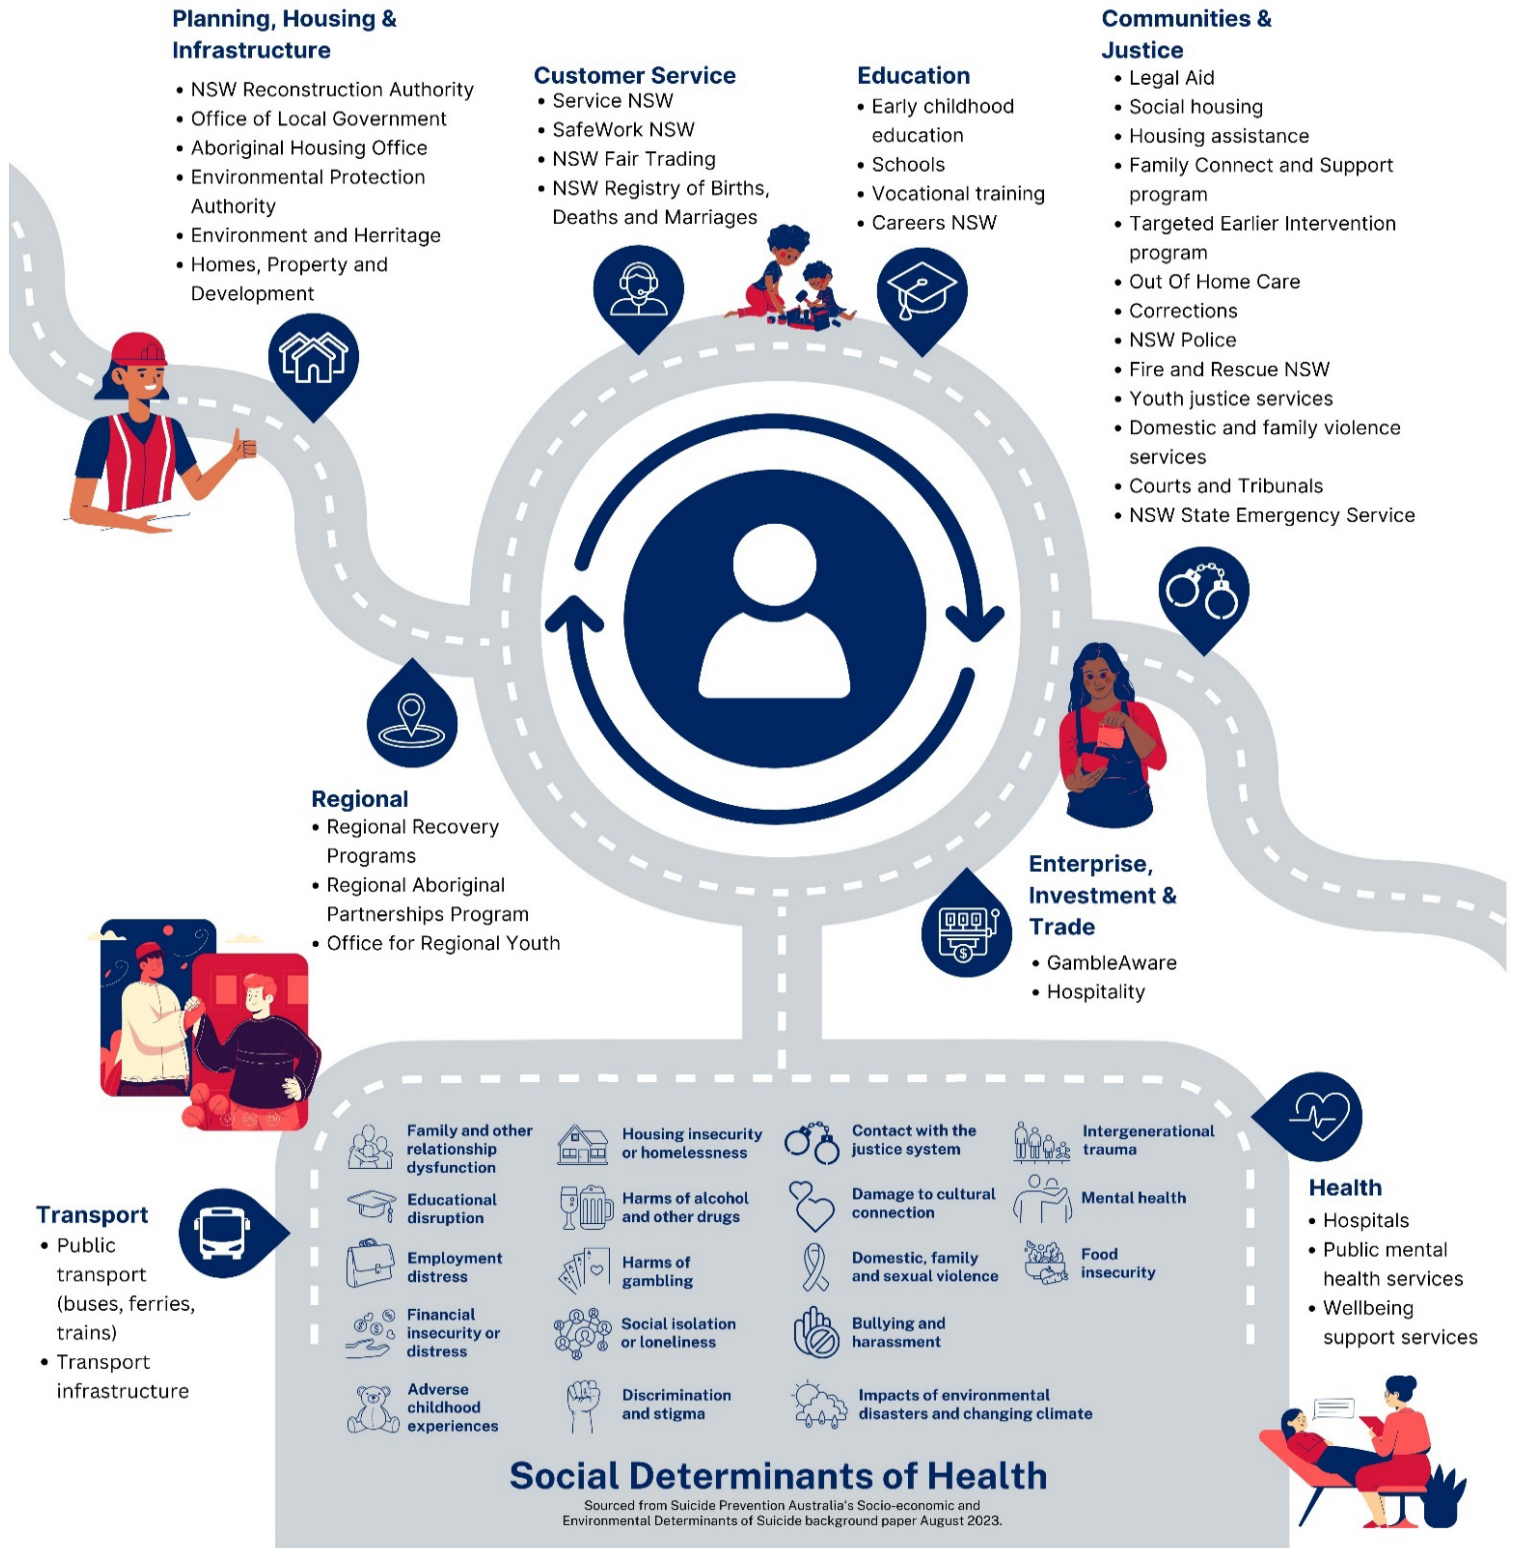 Planning, Housing &
Infrastructure
• NSW Reconstruction Authority
• Office of Local Government
• Aboriginal Housing Office
• Environmental Protection
Authority
• Environment and Herritage
• Homes, Property and
Development
Customer Service
• Service NSW
• SafeWork NSW
• NSW Fair Trading
• NSW Registry of Births,
Deaths and Marriages
Education
• Early childhood
education
• Schools
• Vocational training
• Careers NSW
Communities &
Justice
• Legal Aid
• Social housing
• Housing assistance
• Family Connect and Support
program
• Targeted Earlier Intervention
program
• Out Of Home Care
• Corrections
• NSW Police
• Fire and Rescue NSW
• Youth justice services
• Domestic and family violence
services
• Courts and Tribunals
• NSW State Emergency Service
Regional
• Regional Recovery
Programs
• Regional Aboriginal
Partnerships Program
• Office for Regional Youth
Enterprise,
Investment &
Trade
• GambleAware
• Hospitality
Transport
• Public
transport
(buses, ferries,
trains)
• Transport
infrastructure
Health
• Hospitals
• Public mental
health services
• Wellbeing
support services
Family and other
relationship
dysfunction
Housing insecurity
or homelessness
Contact with the
justice system
Intergenerational
trauma
Educational
disruption
Harms of alcohol
and other drugs
Damage to cultural
connection
Mental health
Employment
distress
Harms of
gambling
Domestic, family
and sexual violence
Food
insecurity
Financial
insecurity or
distress
Social isolation
or loneliness
Bullying and
harassment
Adverse
childhood
experiences
Discrimination
and stigma
Impacts of environmental
disasters and changing climate
Social Determinants of Health
Sourced from Suicide Prevention Australia's Socio-economic and
Environmental Determinants of Suicide background paper August 2023.